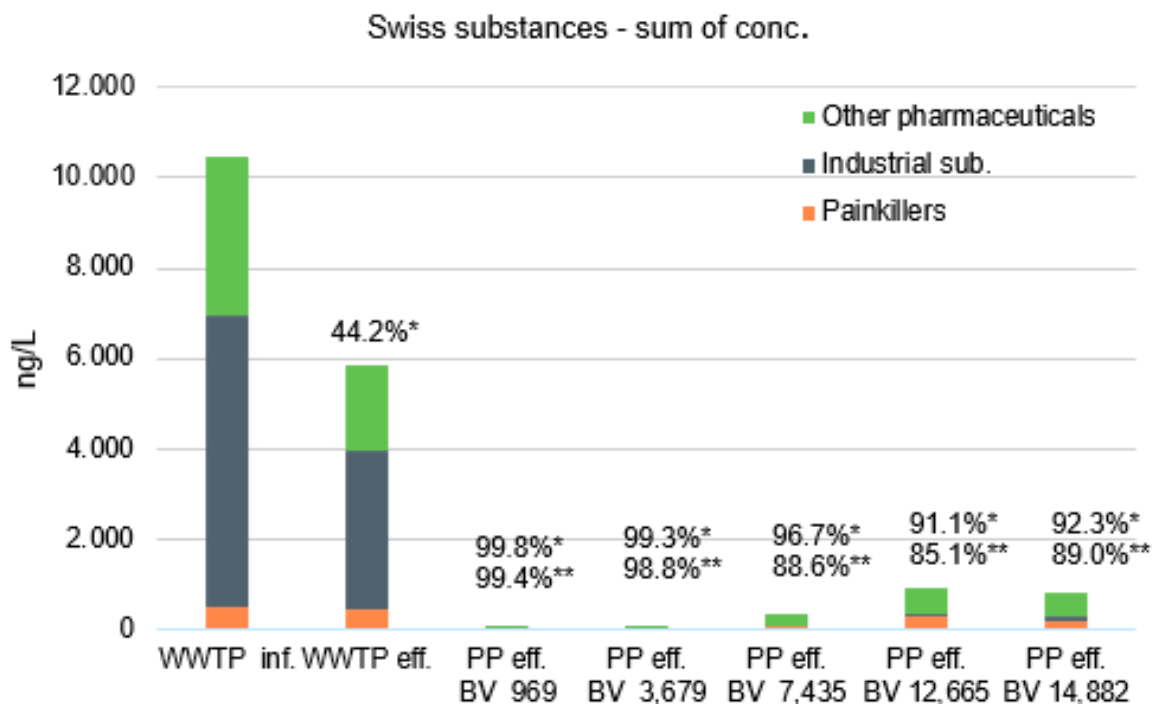 Swiss substances - sum of conc.
12.000
10.000
8.000
6.000
4.000
2.000
0
ng/L
Other pharmaceuticals
Industrial sub.
Painkillers
44.2%*
99.8%*
99.4%**
99.3%*
98.8%**
96.7%*
88.6%**
91.1%*
85.1%**
92.3%*
89.0%**
WWTP inf.
WWTP eff.
PP eff.
BV 969
PP eff.
BV 3,679
PP eff.
BV 7,435
PP eff.
BV 12,665
PP eff.
BV 14,882